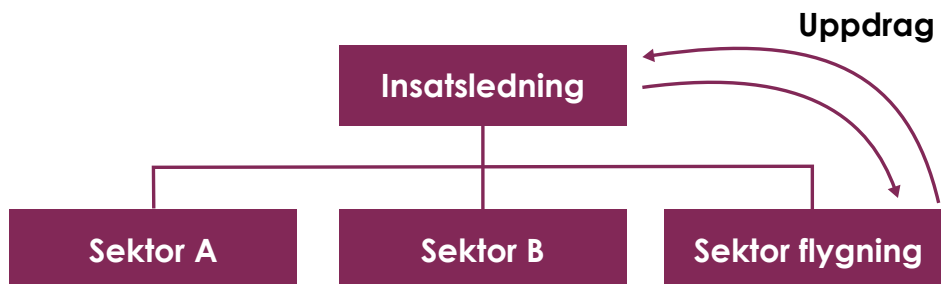 Uppdrag
Insatsledning
Sektor A
Sektor B
Sektor flygning